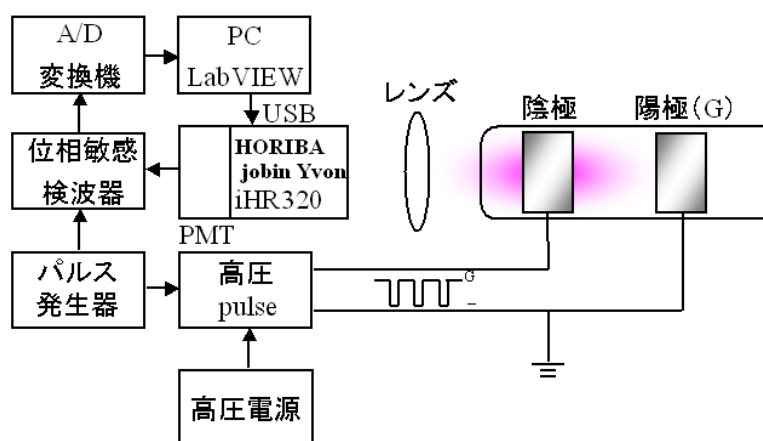 A/D
変換機
PC
LabVIEW
USB
レンズ
陰極
陽極(G)
位相敏感
検波器
HORIBA
jobin Yvon
iHR320
PMT
パルス
発生器
高圧
pulse
G
−
高圧電源